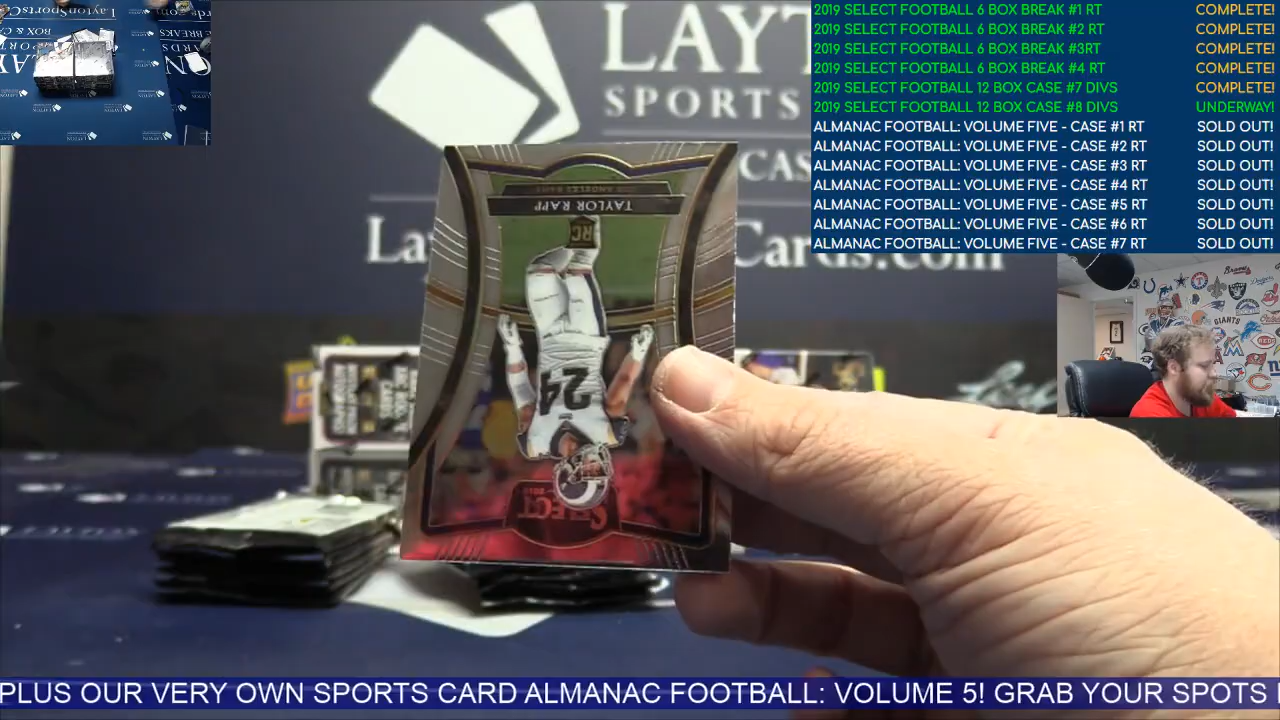 2019 SELECT FOOTBALL 6 BOX BREAK #1 RT COMPLETE!
2019 SELECT FOOTBALL 6 BOX BREAK #2 RT COMPLETE!
2019 SELECT FOOTBALL 6 BOX BREAK #3RT COMPLETE!
2019 SELECT FOOTBALL 6 BOX BREAK #4 RT COMPLETE!
2019 SELECT FOOTBALL 12 BOX CASE #7 DIVS COMPLETE!
2019 SELECT FOOTBALL 12 BOX CASE #8 DIVS UNDERWAY!
ALMANAC FOOTBALL: VOLUME FIVE - CASE #1 RT SOLD OUT!
ALMANAC FOOTBALL: VOLUME FIVE - CASE #2 RT SOLD OUT!
ALMANAC FOOTBALL: VOLUME FIVE - CASE #3 RT SOLD OUT!
ALMANAC FOOTBALL: VOLUME FIVE - CASE #4 RT SOLD OUT!
ALMANAC FOOTBALL: VOLUME FIVE - CASE #5 RT SOLD OUT!
ALMANAC FOOTBALL: VOLUME FIVE - CASE #6 RT SOLD OUT!
ALMANAC FOOTBALL: VOLUME FIVE - CASE #7 RT SOLD OUT!
LAYT
SPORTS
CAS
La
Cards.com
LOS ANGELES RAMS
TAYLOR RAPP
RC
24
SELECT
GIANTS
PLUS OUR VERY OWN SPORTS CARD ALMANAC FOOTBALL: VOLUME 5! GRAB YOUR SPOTS